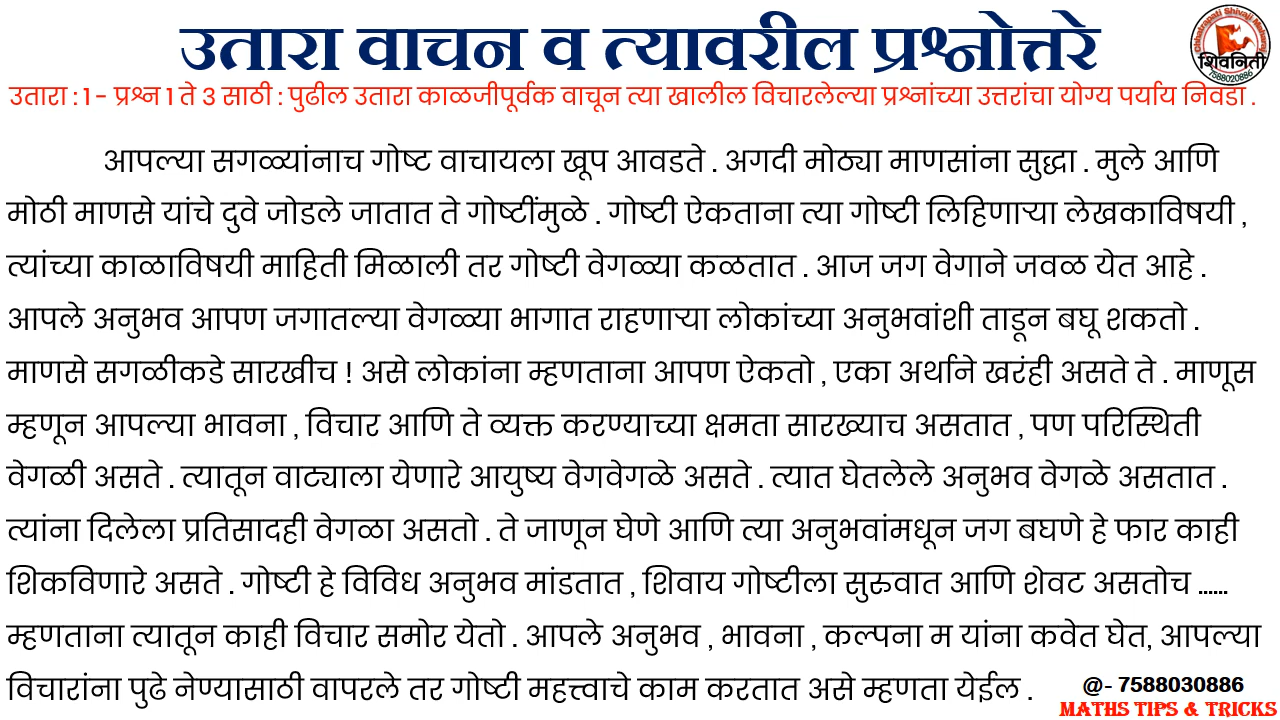 उतारा वाचन व त्यावरील प्रश्नोत्तरे
Chhatrapati Shivaji Maharaj
शिवनिती
7588020886
उतारा : 1 - प्रश्न 1 ते 3 साठी : पुढील उतारा काळजीपूर्वक वाचून त्या खालील विचारलेल्या प्रश्नांच्या उत्तरांचा योग्य पर्याय निवडा .
आपल्या सगळ्यांनाच गोष्ट वाचायला खूप आवडते . अगदी मोठ्या माणसांना सुद्धा . मुले आणि
मोठी माणसे यांचे दुवे जोडले जातात ते गोष्टींमुळे . गोष्टी ऐकताना त्या गोष्टी लिहिणाऱ्या लेखकाविषयी ,
त्यांच्या काळाविषयी माहिती मिळाली तर गोष्टी वेगळ्या कळतात . आज जग वेगाने जवळ येत आहे .
आपले अनुभव आपण जगातल्या वेगळ्या भागात राहणाऱ्या लोकांच्या अनुभवांशी ताडून बघू शकतो .
माणसे सगळीकडे सारखीच ! असे लोकांना म्हणताना आपण ऐकतो , एका अर्थाने खरंही असते ते . माणूस
म्हणून आपल्या भावना , विचार आणि ते व्यक्त करण्याच्या क्षमता सारख्याच असतात , पण परिस्थिती
वेगळी असते . त्यातून वाट्याला येणारे आयुष्य वेगवेगळे असते . त्यात घेतलेले अनुभव वेगळे असतात .
त्यांना दिलेला प्रतिसादही वेगळा असतो . ते जाणून घेणे आणि त्या अनुभवांमधून जग बघणे हे फार काही
शिकविणारे असते . गोष्टी हे विविध अनुभव मांडतात , शिवाय गोष्टीला सुरुवात आणि शेवट असतोच ......
म्हणताना त्यातून काही विचार समोर येतो . आपले अनुभव , भावना , कल्पना म यांना कवेत घेत, आपल्या
विचारांना पुढे नेण्यासाठी वापरले तर गोष्टी महत्त्वाचे काम करतात असे म्हणता येईल .
@- 7588030886
MATHS TIPS & TRICKS